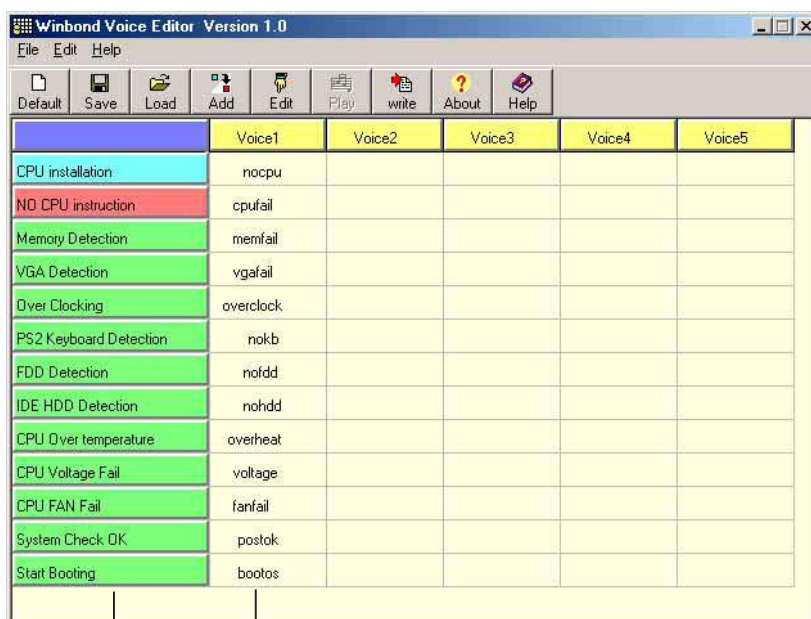 Winbond Voice Editor Version 1.0
File Edit Help
Default Save Load Add Edit Play write About Help
Voice1 Voice2 Voice3 Voice4 Voice5
CPU installation nocpu
NO CPU instruction cpufail
Memory Detection memfail
VGA Detection vgafail
Over Clocking overclock
PS2 Keyboard Detection nokb
FDD Detection nofdd
IDE HDD Detection nohdd
CPU Over temperature overheat
CPU Voltage Fail voltage
CPU FAN Fail fanfail
System Check OK postok
Start Booting bootos